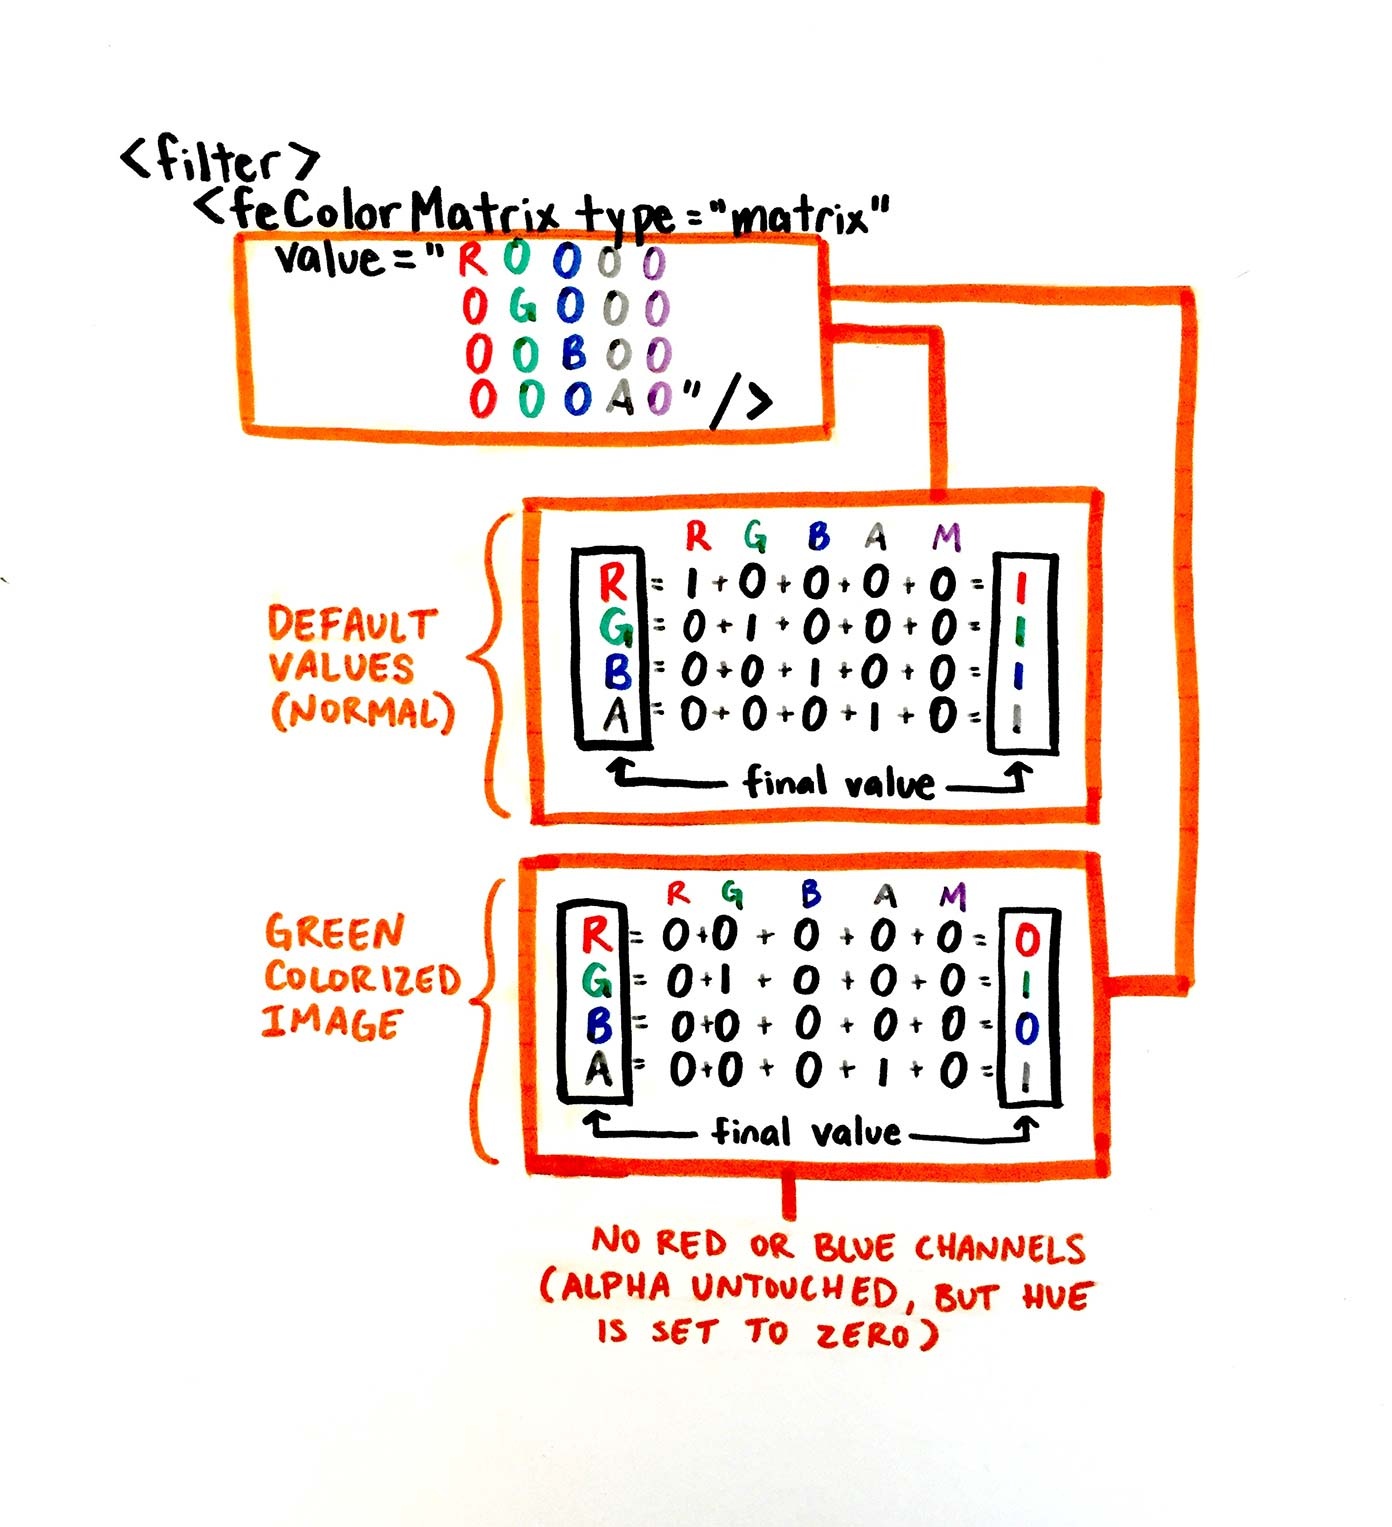 <filter>
<feColorMatrix type="matrix"
value="R 0 0 0 0
0 G 0 0 0
0 0 B 0 0
0 0 0 A 0"/>
R G B A M
R = 1 + 0 + 0 + 0 + 0 = 1
G = 0 + 1 + 0 + 0 + 0 = 1
B = 0 + 0 + 1 + 0 + 0 = 1
A = 0 + 0 + 0 + 1 + 0 = 1
final value
DEFAULT
VALUES
(NORMAL)
R G B A M
R = 0 + 0 + 0 + 0 + 0 = 0
G = 0 + 1 + 0 + 0 + 0 = 1
B = 0 + 0 + 0 + 0 + 0 = 0
A = 0 + 0 + 0 + 1 + 0 = 1
final value
GREEN
COLORIZED
IMAGE
NO RED OR BLUE CHANNELS
(ALPHA UNTOUCHED, BUT HUE
IS SET TO ZERO)